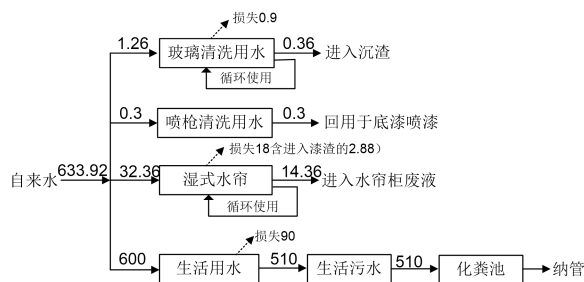 损失0.9
1.26 玻璃清洗用水 0.36 进入沉渣
循环使用
0.3 喷枪清洗用水 0.3 回用于底漆喷漆
损失18含进入漆渣的2.88）
自来水 633.92 32.36 湿式水帘 14.36 进入水帘柜废液
循环使用
损失90
600 生活用水 510 生活污水 510 化粪池 纳管